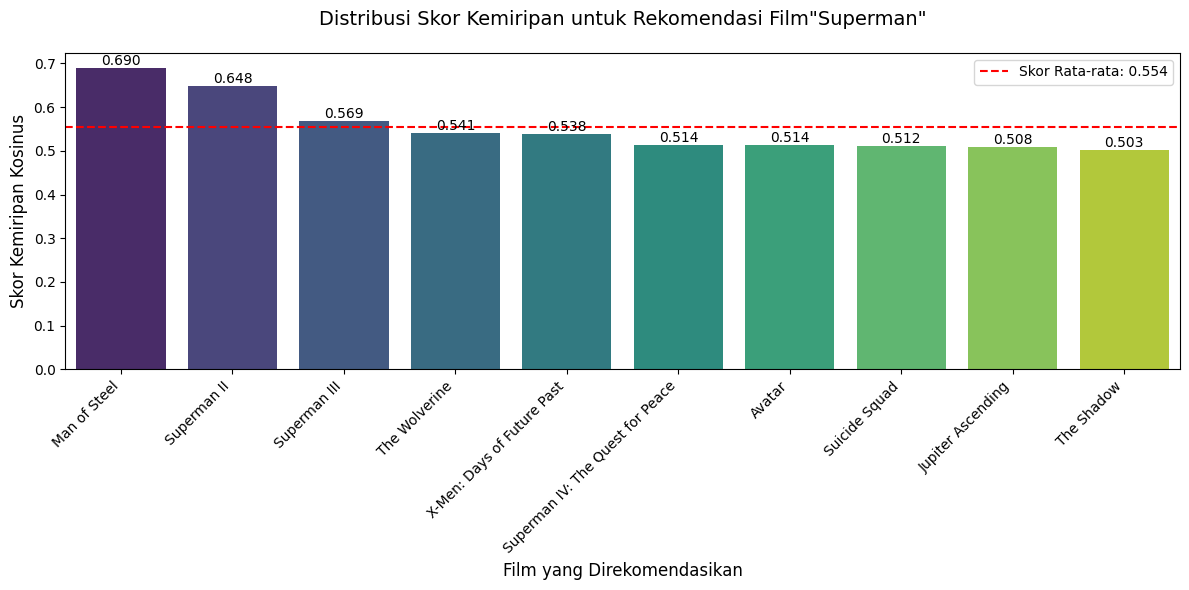 Distribusi Skor Kemiripan untuk Rekomendasi Film"Superman"
Skor Rata-rata: 0.554
Skor Kemiripan Kosinus
0.7
0.6
0.5
0.4
0.3
0.2
0.1
0.0
0.690
0.648
0.569
0.541
0.538
0.514
0.514
0.512
0.508
0.503
Man of Steel
Superman II
Superman III
The Wolverine
X-Men: Days of Future Past
Superman IV: The Quest for Peace
Avatar
Suicide Squad
Jupiter Ascending
The Shadow
Film yang Direkomendasikan